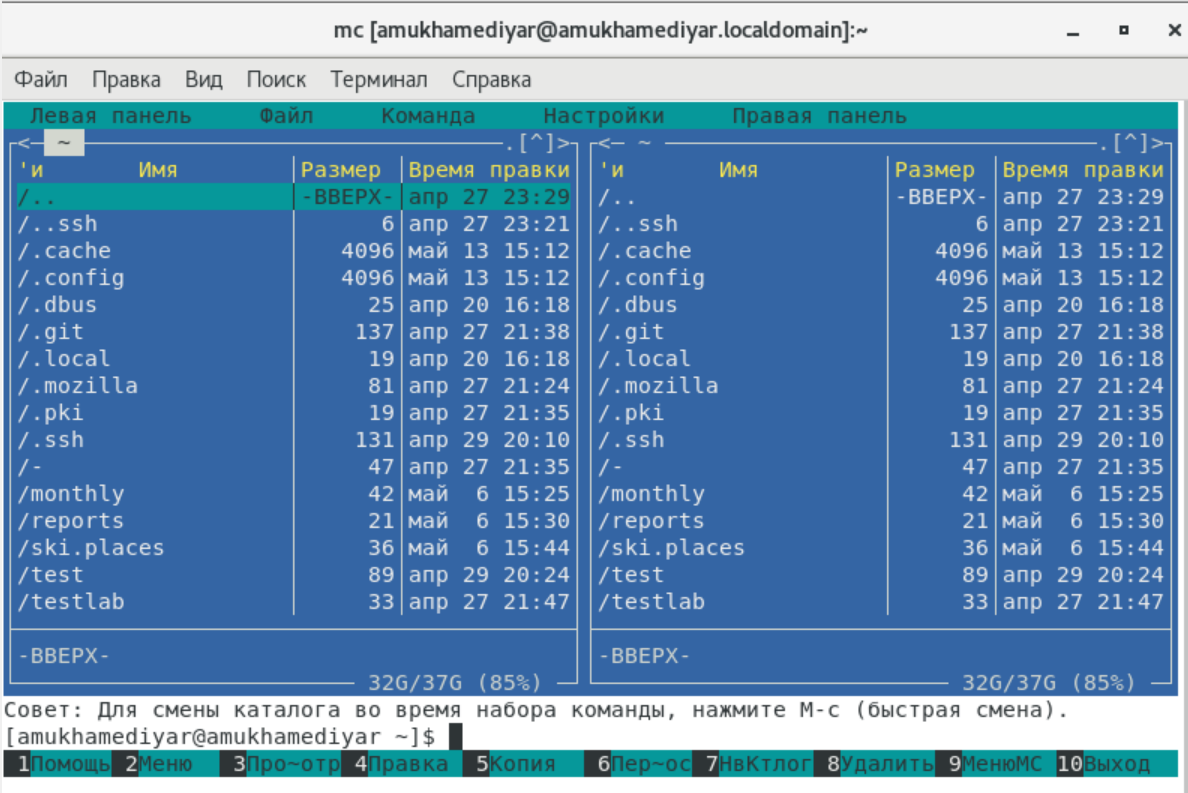 mc [amukhamediyar@amukhamediyar.localdomain]:~
Файл Правка Вид Поиск Терминал Справка
Левая панель Файл Команда Настройки Правая панель
<─ ~ ─.[^]> <─ ~ ─.[^]>
'и Имя Размер Время правки 'и Имя Размер Время правки
/.. -ВВЕРХ- апр 27 23:29 /.. -ВВЕРХ- апр 27 23:29
/..ssh 6 апр 27 23:21 /..ssh 6 апр 27 23:21
/.cache 4096 май 13 15:12 /.cache 4096 май 13 15:12
/.config 4096 май 13 15:12 /.config 4096 май 13 15:12
/.dbus 25 апр 20 16:18 /.dbus 25 апр 20 16:18
/.git 137 апр 27 21:38 /.git 137 апр 27 21:38
/.local 19 апр 20 16:18 /.local 19 апр 20 16:18
/.mozilla 81 апр 27 21:24 /.mozilla 81 апр 27 21:24
/.pki 19 апр 27 21:35 /.pki 19 апр 27 21:35
/.ssh 131 апр 29 20:10 /.ssh 131 апр 29 20:10
/- 47 апр 27 21:35 /- 47 апр 27 21:35
/monthly 42 май 6 15:25 /monthly 42 май 6 15:25
/reports 21 май 6 15:30 /reports 21 май 6 15:30
/ski.places 36 май 6 15:44 /ski.places 36 май 6 15:44
/test 89 апр 29 20:24 /test 89 апр 29 20:24
/testlab 33 апр 27 21:47 /testlab 33 апр 27 21:47
-ВВЕРХ- -ВВЕРХ-
32G/37G (85%) 32G/37G (85%)
Совет: Для смены каталога во время набора команды, нажмите M-c (быстрая смена).
[amukhamediyar@amukhamediyar ~]$
1Помощь 2Меню 3Про~отр 4Правка 5Копия 6Пер~ос 7НвКтлог 8Удалить 9МенюМС 10Выход